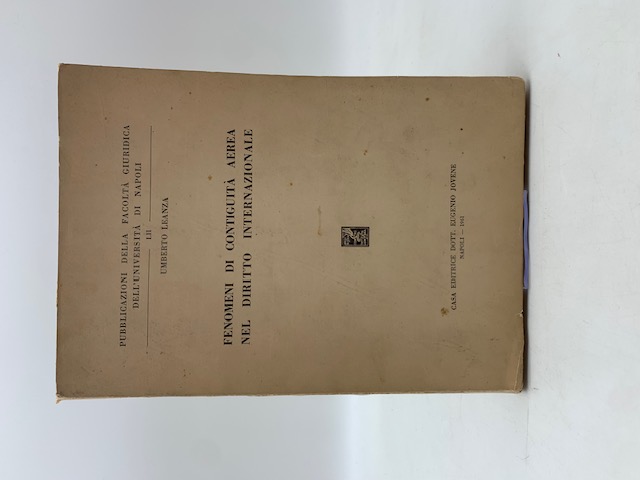 PUBBLICAZIONI DELLA FACOLTÀ GIURIDICA
DELL'UNIVERSITÀ DI NAPOLI
LII
UMBERTO LEANZA
FENOMENI DI CONTIGUITÀ AEREA
NEL DIRITTO INTERNAZIONALE
CASA EDITRICE DOTT. EUGENIO JOVENE
NAPOLI — 1961